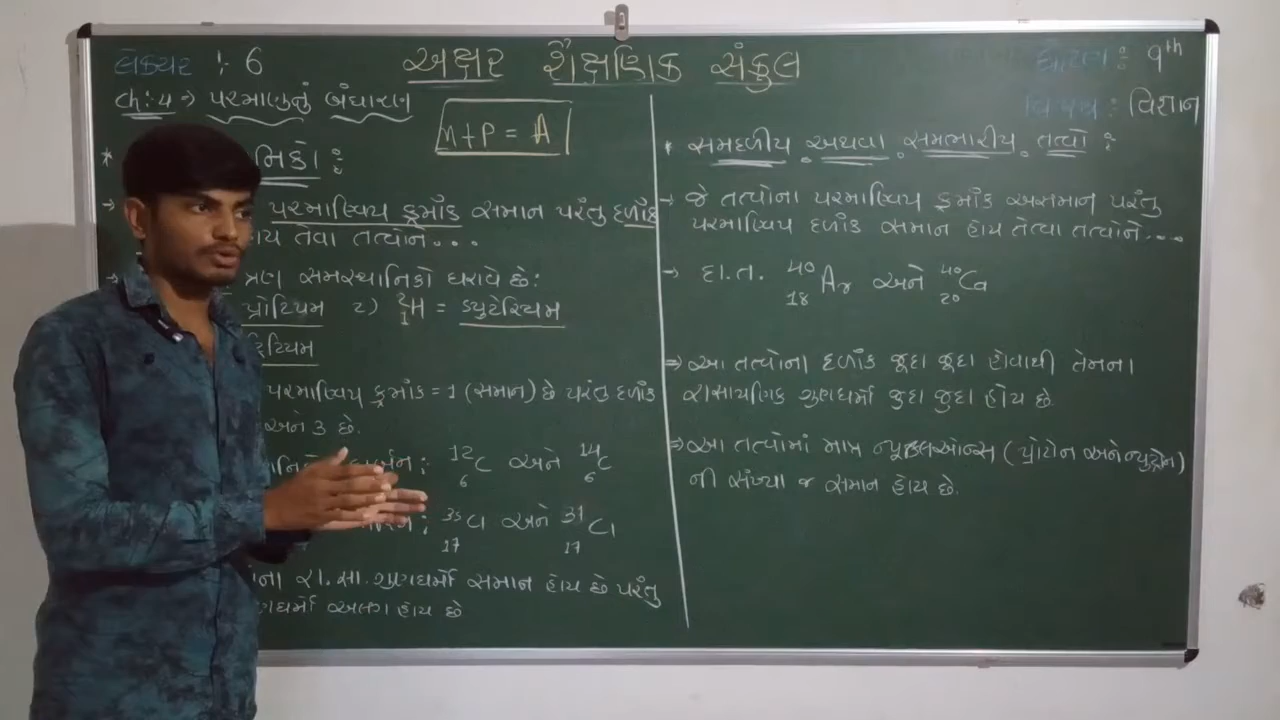 લેક્ચર :- 6
અક્ષર શૈક્ષણિક સંકુલ
ધોરણ : 9th
વિષય : વિજ્ઞાન
Ch:-4 → પરમાણુનું બંધારણ
n+P = A
* નિકો :
→ પરમાણ્વિય ક્રમાંક સમાન પરંતુ દળાંક
તેવા તત્વોને...
→ ત્રણ સમસ્થાનિકો ધરાવે છે:
પ્રોટિયમ 2) ²₁H = ડ્યુટેરિયમ
ટ્રિટિયમ
પરમાણ્વિય ક્રમાંક = 1 (સમાન) છે પરંતુ દળાંક
અને 3 છે.
: ¹²₆C અને ¹⁴₆C
: ³⁵₁₇Cl અને ³⁷₁₇Cl
રા. સા. ગુણધર્મો સમાન હોય છે પરંતુ
અલગ હોય છે
* સમદળીય અથવા સમભારીય તત્વો :
→ જે તત્વોના પરમાણ્વિય ક્રમાંક અસમાન પરંતુ
પરમાણ્વિય દળાંક સમાન હોય તેત્વા તત્વોને...
→ દા.ત. ⁴⁰₁₈Ar અને ⁴⁰₂₀Ca
⇒ આ તત્વોના દળાંક જૂદા જૂદા હોવાથી તેમના
રાસાયણિક ગુણધર્મો જુદા જુદા હોય છે.
⇒ આ તત્વોમાં માત્ર (પ્રોટોન અને ન્યુટ્રોન)
ની સંખ્યા જ સમાન હોય છે.